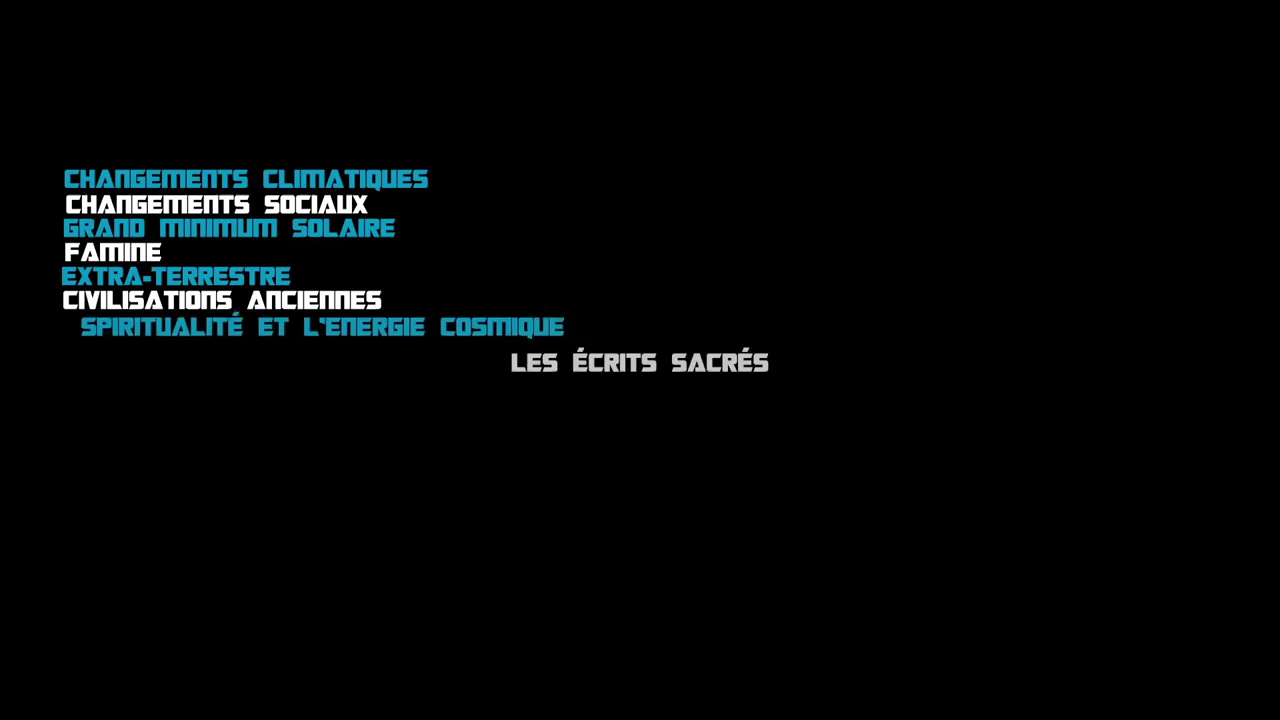 CHANGEMENTS CLIMATIQUES
CHANGEMENTS SOCIAUX
GRAND MINIMUM SOLAIRE
FAMINE
EXTRA-TERRESTRE
CIVILISATIONS ANCIENNES
SPIRITUALITÉ ET L'ENERGIE COSMIQUE
LES ÉCRITS SACRÉS